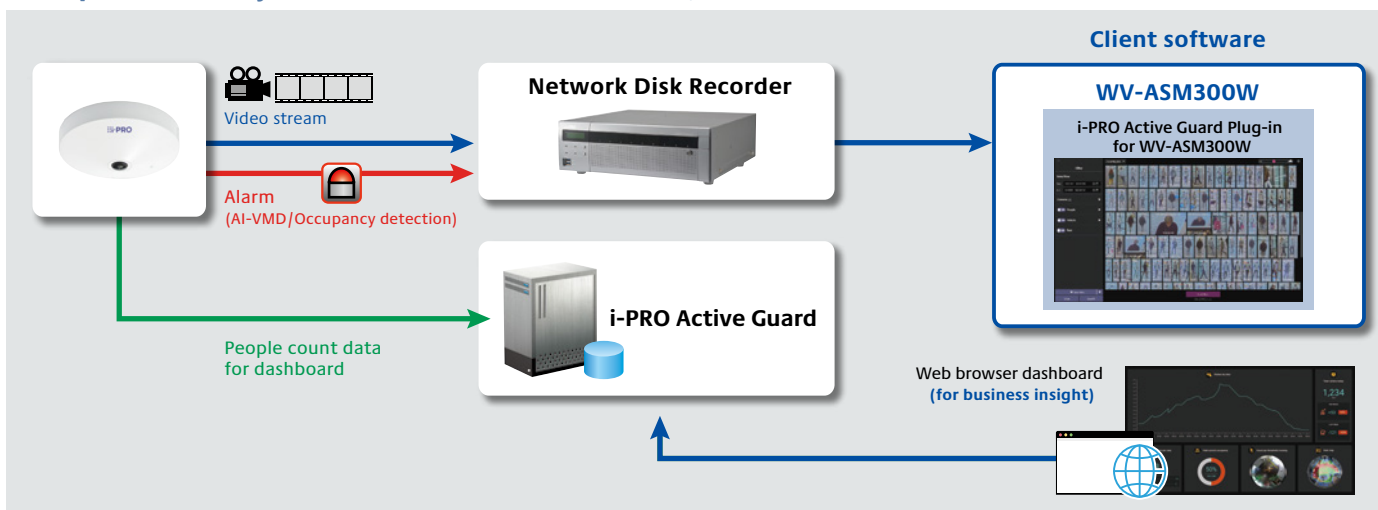 Client software
i-PRO
Video stream
Alarm
(AI-VMD/Occupancy detection)
People count data
for dashboard
Network Disk Recorder
i-PRO Active Guard
WV-ASM300W
i-PRO Active Guard Plug-in
for WV-ASM300W
Web browser dashboard
(for business insight)
1,234
50%